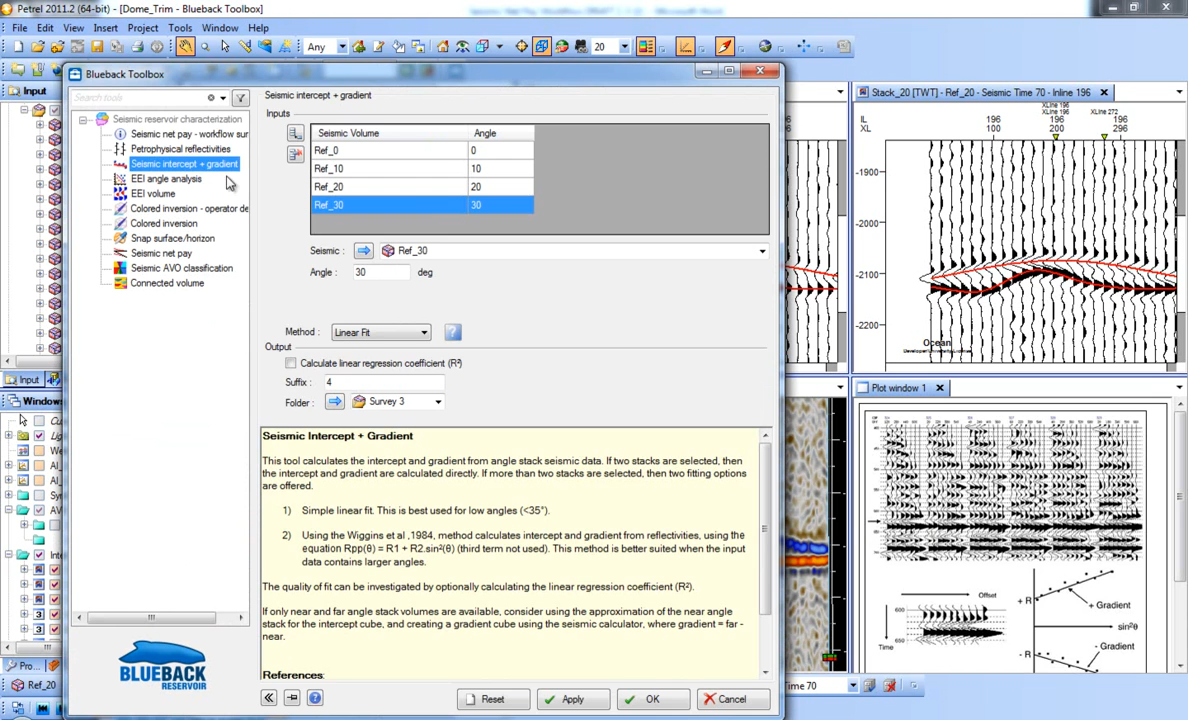 Petrel 2011.2 (64-bit) - [Dome_Trim] - Blueback Toolbox
File Edit View Insert Project Tools Window Help
Any
20
Input
Blueback Toolbox
Search tools
Seismic reservoir characterization
Seismic net pay - workflow sur
Petrophysical reflectivities
Seismic intercept + gradient
EEI angle analysis
EEI volume
Colored inversion - operator de
Colored inversion
Snap surface/horizon
Seismic net pay
Seismic AVO classification
Connected volume
BLUEBACK
RESERVOIR
Seismic intercept + gradient
Inputs
Seismic Volume Angle
Ref_0 0
Ref_10 10
Ref_20 20
Ref_30 30
Seismic : Ref_30
Angle : 30 deg
Method : Linear Fit
Output
Calculate linear regression coefficient (R²)
Suffix : 4
Folder : Survey 3
Seismic Intercept + Gradient
This tool calculates the intercept and gradient from angle stack seismic data. If two stacks are selected, then
the intercept and gradient are calculated directly. If more than two stacks are selected, then two fitting options
are offered.
1) Simple linear fit. This is best used for low angles (<35°).
2) Using the Wiggins et al ,1984, method calculates intercept and gradient from reflectivities, using the
equation Rpp(θ) = R1 + R2.sin²(θ) (third term not used). This method is better suited when the input
data contains larger angles.
The quality of fit can be investigated by optionally calculating the linear regression coefficient (R²).
If only near and far angle stack volumes are available, consider using the approximation of the near angle
stack for the intercept cube, and creating a gradient cube using the seismic calculator, where gradient = far -
near.
References:
Reset Apply OK Cancel
Stack_20 [TWT] - Ref_20 - Seismic Time 70 - Inline 196
XLine 196
XLine 272
IL 196 196 196
XL 100 200 296
-1900
-2000
-2100
-2200
Ocean
Plot window 1
Offset
Time
600
650
+ R
+ Gradient
sin²θ
- Gradient
- R
Input
Windows
Pro...
Ref_20
Time 70